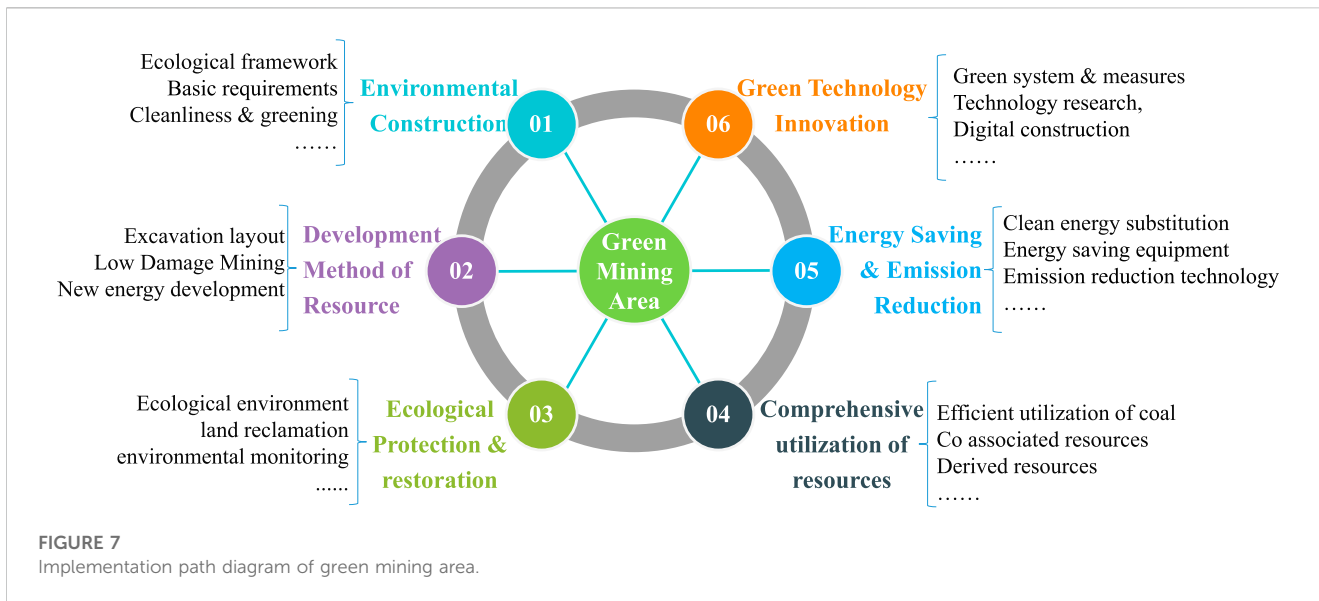 Ecological framework
Basic requirements
Cleanliness & greening
……
Environmental
Construction
01
Excavation layout
Low Damage Mining
New energy development
Development
Method of
Resource
02
Ecological environment
land reclamation
environmental monitoring
......
Ecological
Protection &
restoration
03
Green
Mining
Area
06
Green Technology
Innovation
Green system & measures
Technology research,
Digital construction
……
05
Energy Saving
& Emission
Reduction
Clean energy substitution
Energy saving equipment
Emission reduction technology
……
04
Comprehensive
utilization of
resources
Efficient utilization of coal
Co associated resources
Derived resources
……
FIGURE 7
Implementation path diagram of green mining area.